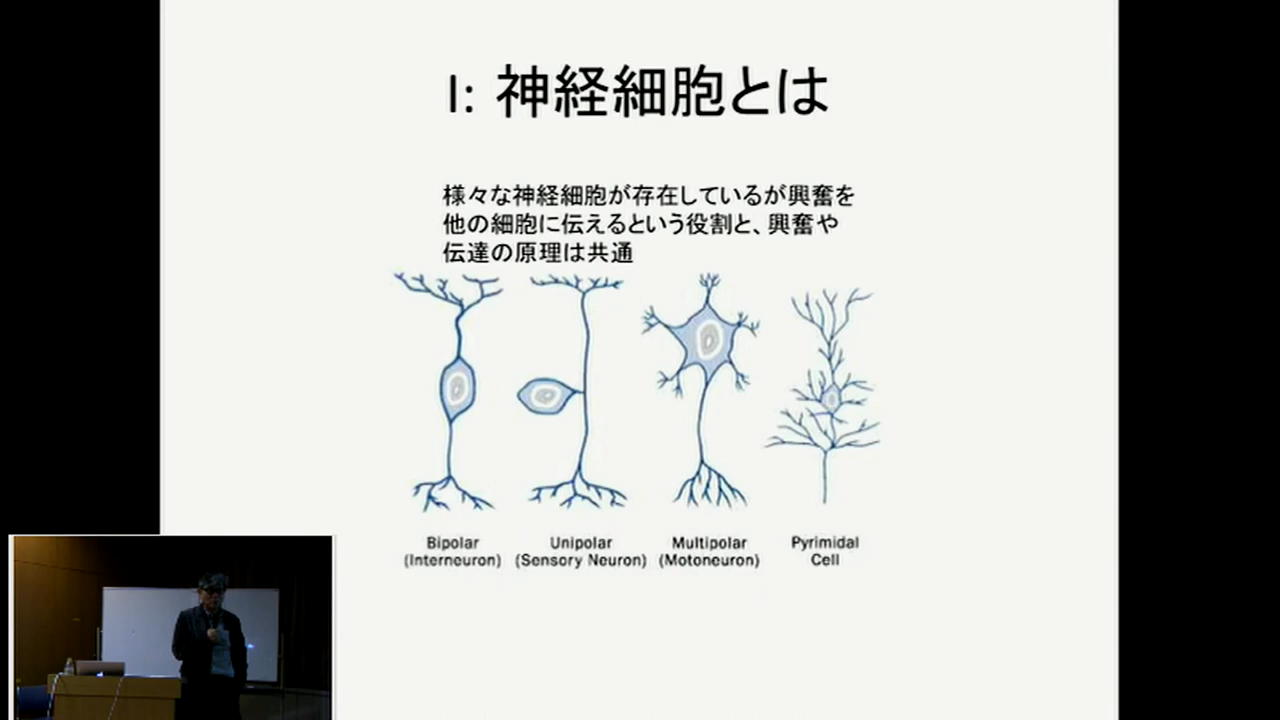 I: 神経細胞とは
様々な神経細胞が存在しているが興奮を
他の細胞に伝えるという役割と、興奮や
伝達の原理は共通
Bipolar
(Interneuron)
Unipolar
(Sensory Neuron)
Multipolar
(Motoneuron)
Pyrimidal
Cell